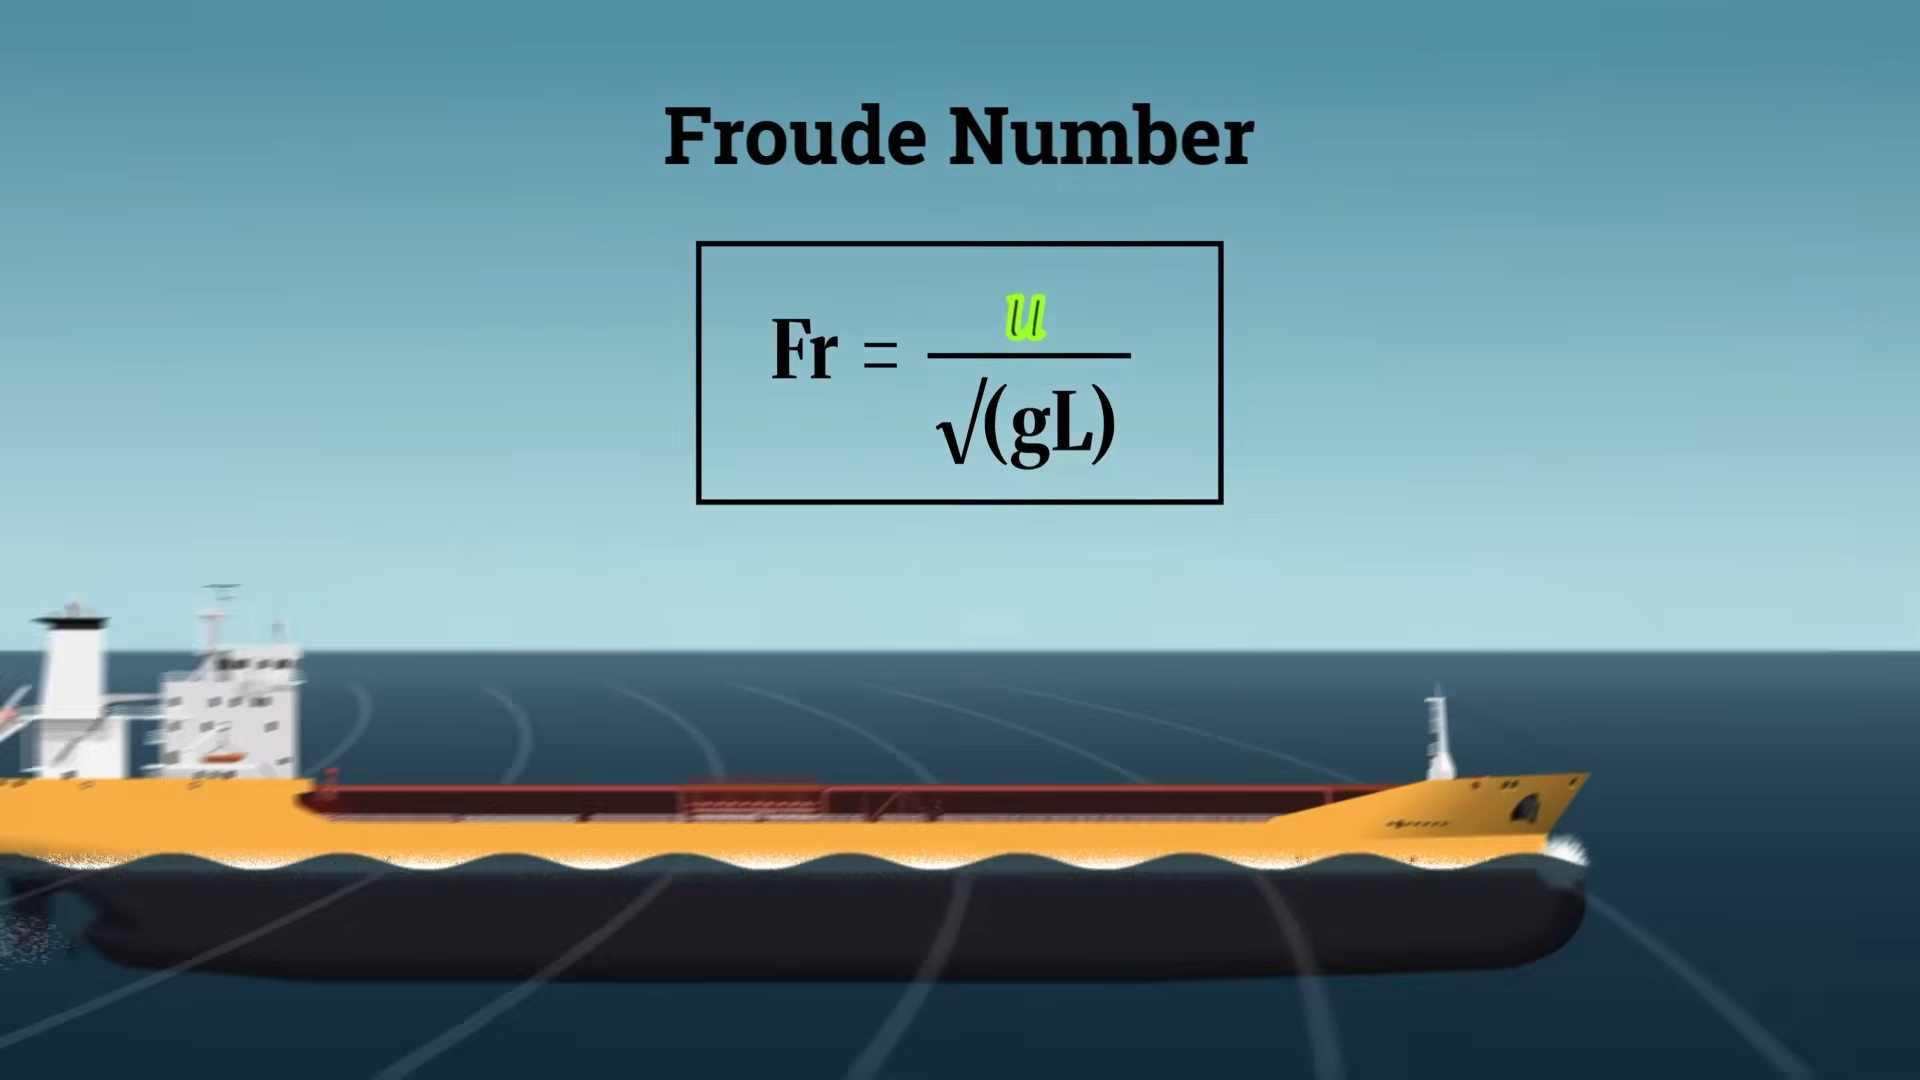 Froude Number
Fr = u / √(gL)